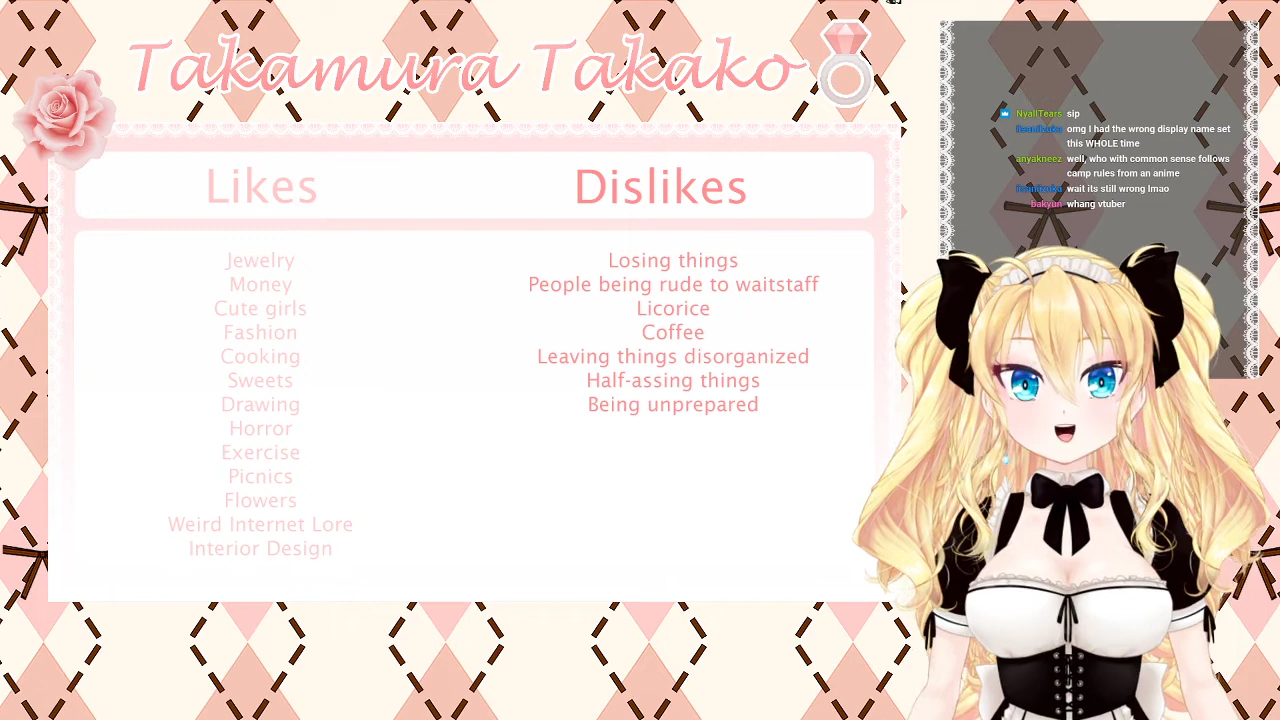 Takamura Takako
Likes
Dislikes
Jewelry
Money
Cute girls
Fashion
Cooking
Sweets
Drawing
Horror
Exercise
Picnics
Flowers
Weird Internet Lore
Interior Design
Losing things
People being rude to waitstaff
Licorice
Coffee
Leaving things disorganized
Half-assing things
Being unprepared
NyallTears sip
omg I had the wrong display name set
this WHOLE time
anyakneez well, who with common sense follows
camp rules from an anime
wait its still wrong lmao
bakyun whang vtuber